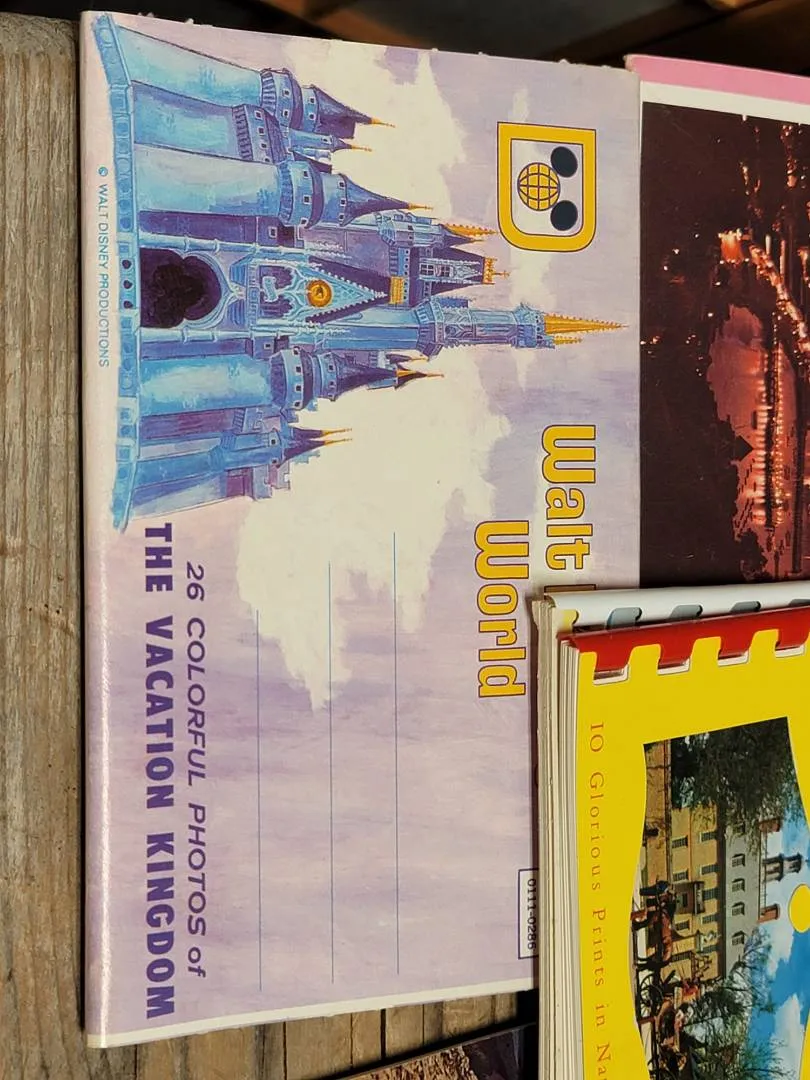 Walt
World
0111-0286
26 COLORFUL PHOTOS of
THE VACATION KINGDOM
© WALT DISNEY PRODUCTIONS
10 Glorious Prints in